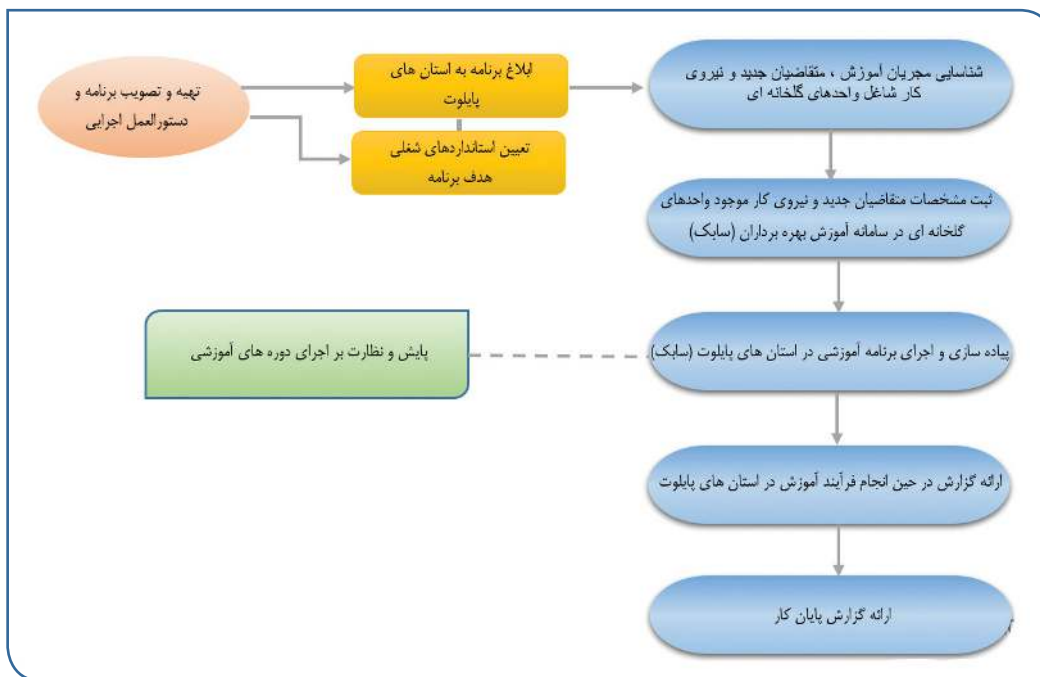 تهیه و تصویب برنامه و
دستورالعمل اجرایی
ابلاغ برنامه به استان های
پایلوت
تعیین استانداردهای شغلی
هدف برنامه
شناسایی مجریان آموزش ، متقاضیان جدید و نیروی
کار شاغل واحدهای گلخانه ای
ثبت مشخصات متقاضیان جدید و نیروی کار موجود واحدهای
گلخانه ای در سامانه آموزش بهره برداران (سابک)
پیاده سازی و اجرای برنامه آموزشی در استان های پایلوت (سابک)
پایش و نظارت بر اجرای دوره های آموزشی
ارائه گزارش در حین انجام فرآیند آموزش در استان های پایلوت
ارائه گزارش پایان کار